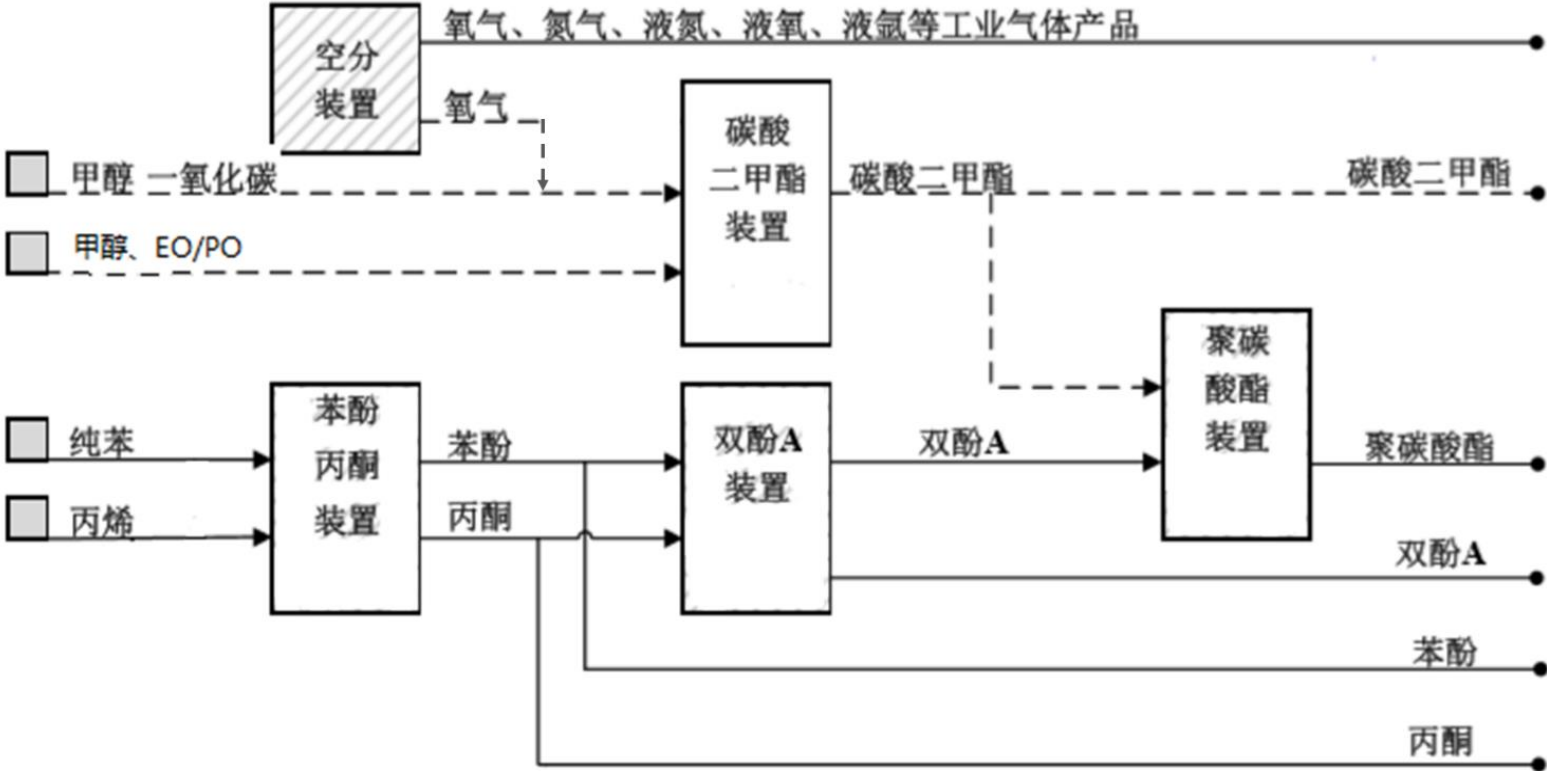 氧气、氮气、液氮、液氧、液氩等工业气体产品
空分
装置
氧气
甲醇 一氧化碳
碳酸
二甲酯
装置
碳酸二甲酯
碳酸二甲酯
甲醇、EO/PO
聚碳
酸酯
装置
纯苯
丙烯
苯酚
丙酮
装置
苯酚
丙酮
双酚A
装置
双酚A
聚碳酸酯
双酚A
苯酚
丙酮